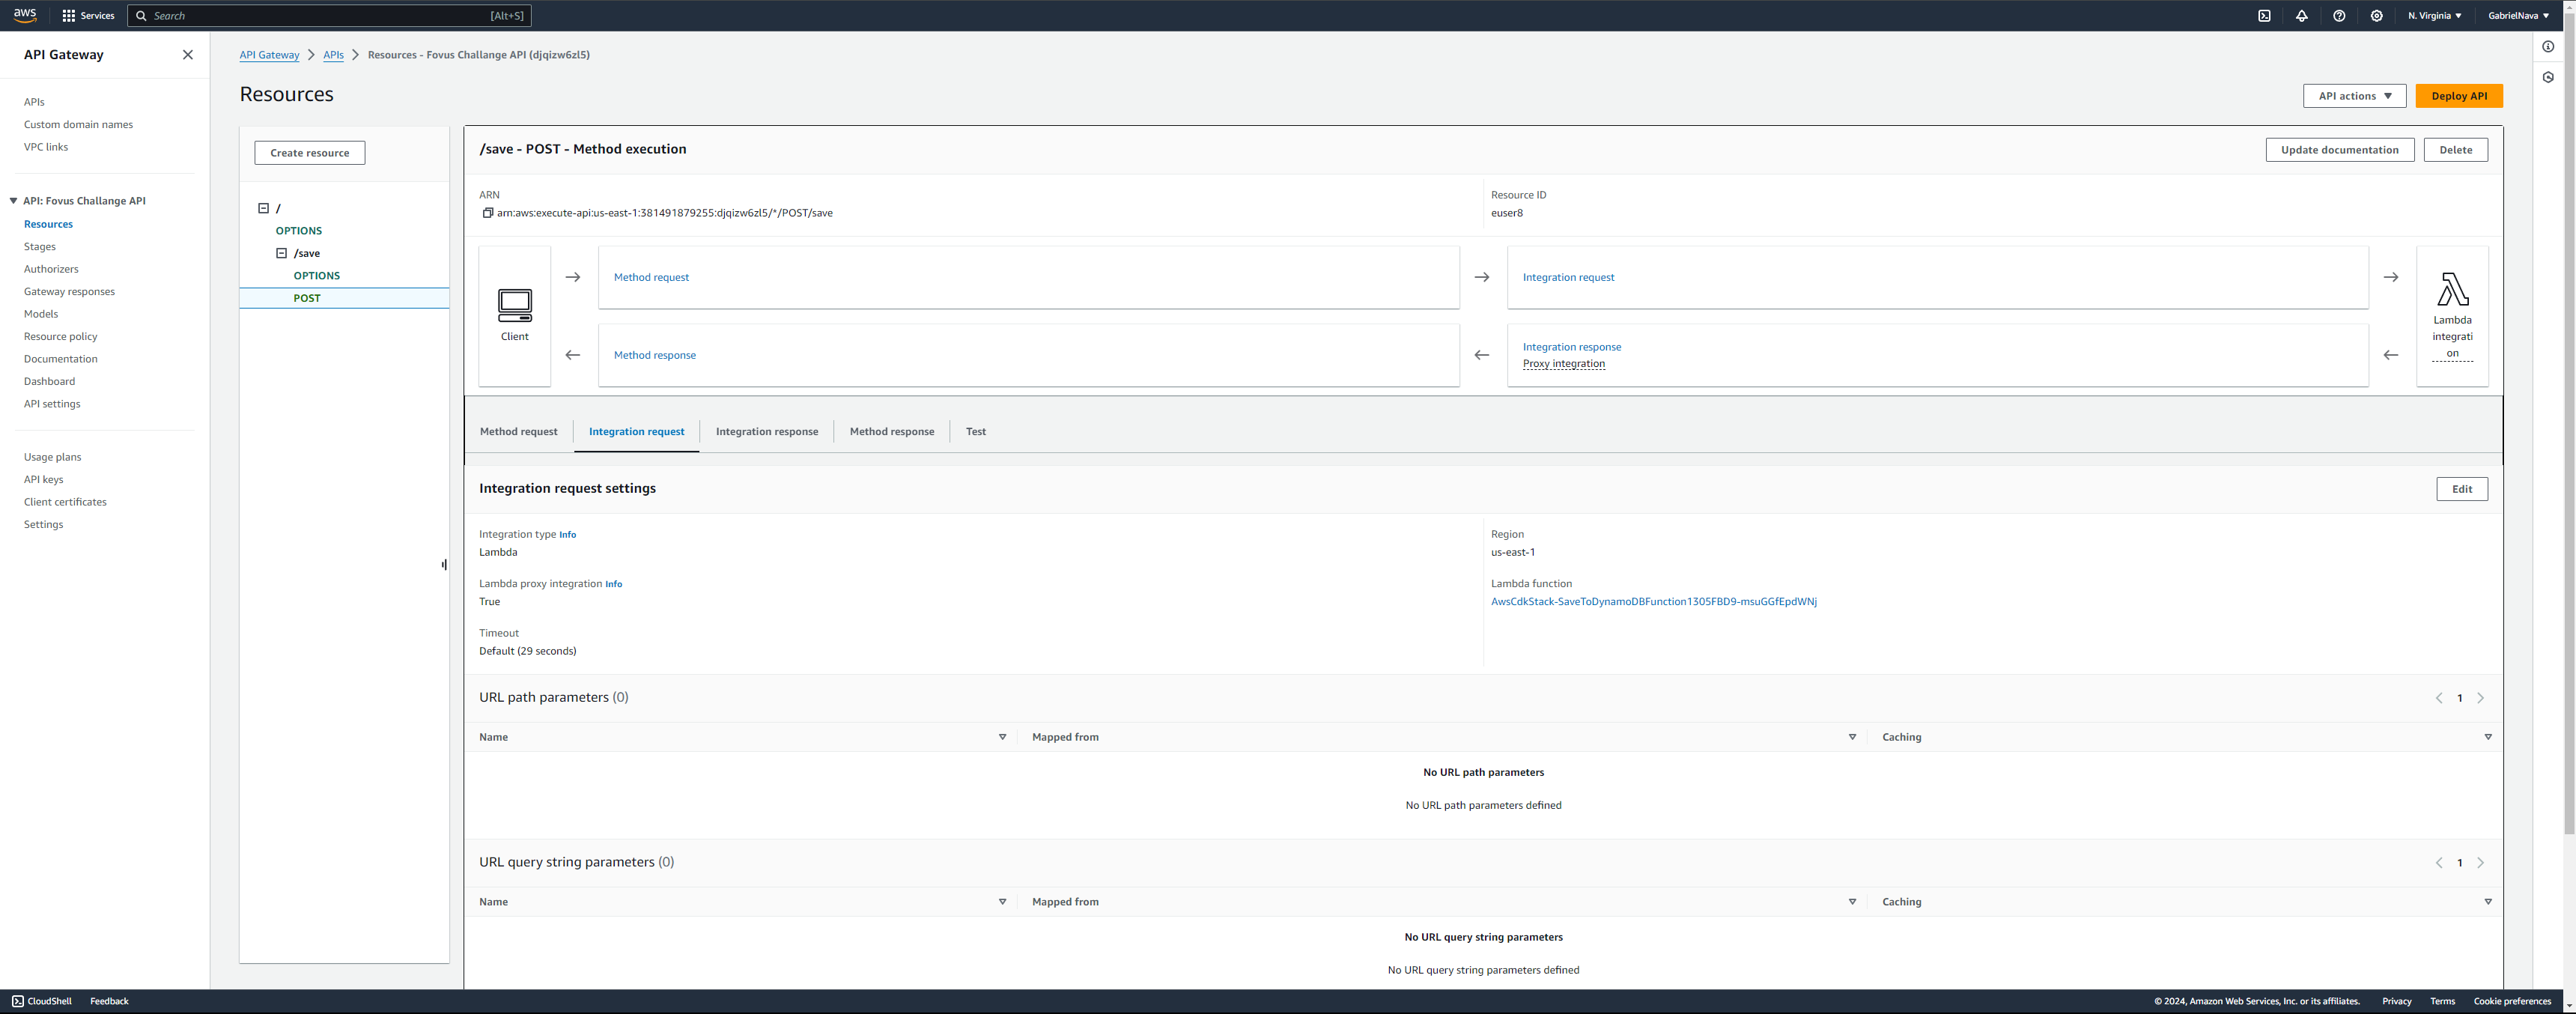 aws
Services
Search
[Alt+S]
N. Virginia
GabrielNava
API Gateway
APIs
Custom domain names
VPC links
API: Fovus Challange API
Resources
Stages
Authorizers
Gateway responses
Models
Resource policy
Documentation
Dashboard
API settings
Usage plans
API keys
Client certificates
Settings
API Gateway > APIs > Resources - Fovus Challange API (djqizw6zl5)
Resources
API actions
Deploy API
Create resource
/
OPTIONS
/save
OPTIONS
POST
/save - POST - Method execution
Update documentation
Delete
ARN
arn:aws:execute-api:us-east-1:381491879255:djqizw6zl5/*/POST/save
Resource ID
euser8
Client
Method request
Integration request
Method response
Integration response
Proxy integration
Lambda
integrati
on
Method request
Integration request
Integration response
Method response
Test
Integration request settings
Edit
Integration type Info
Lambda
Region
us-east-1
Lambda proxy integration Info
True
Lambda function
AwsCdkStack-SaveToDynamoDBFunction1305FBD9-msuGGfEpdWNj
Timeout
Default (29 seconds)
URL path parameters (0)
1
Name
Mapped from
Caching
No URL path parameters
No URL path parameters defined
URL query string parameters (0)
1
Name
Mapped from
Caching
No URL query string parameters
No URL query string parameters defined
CloudShell
Feedback
© 2024, Amazon Web Services, Inc. or its affiliates.
Privacy
Terms
Cookie preferences